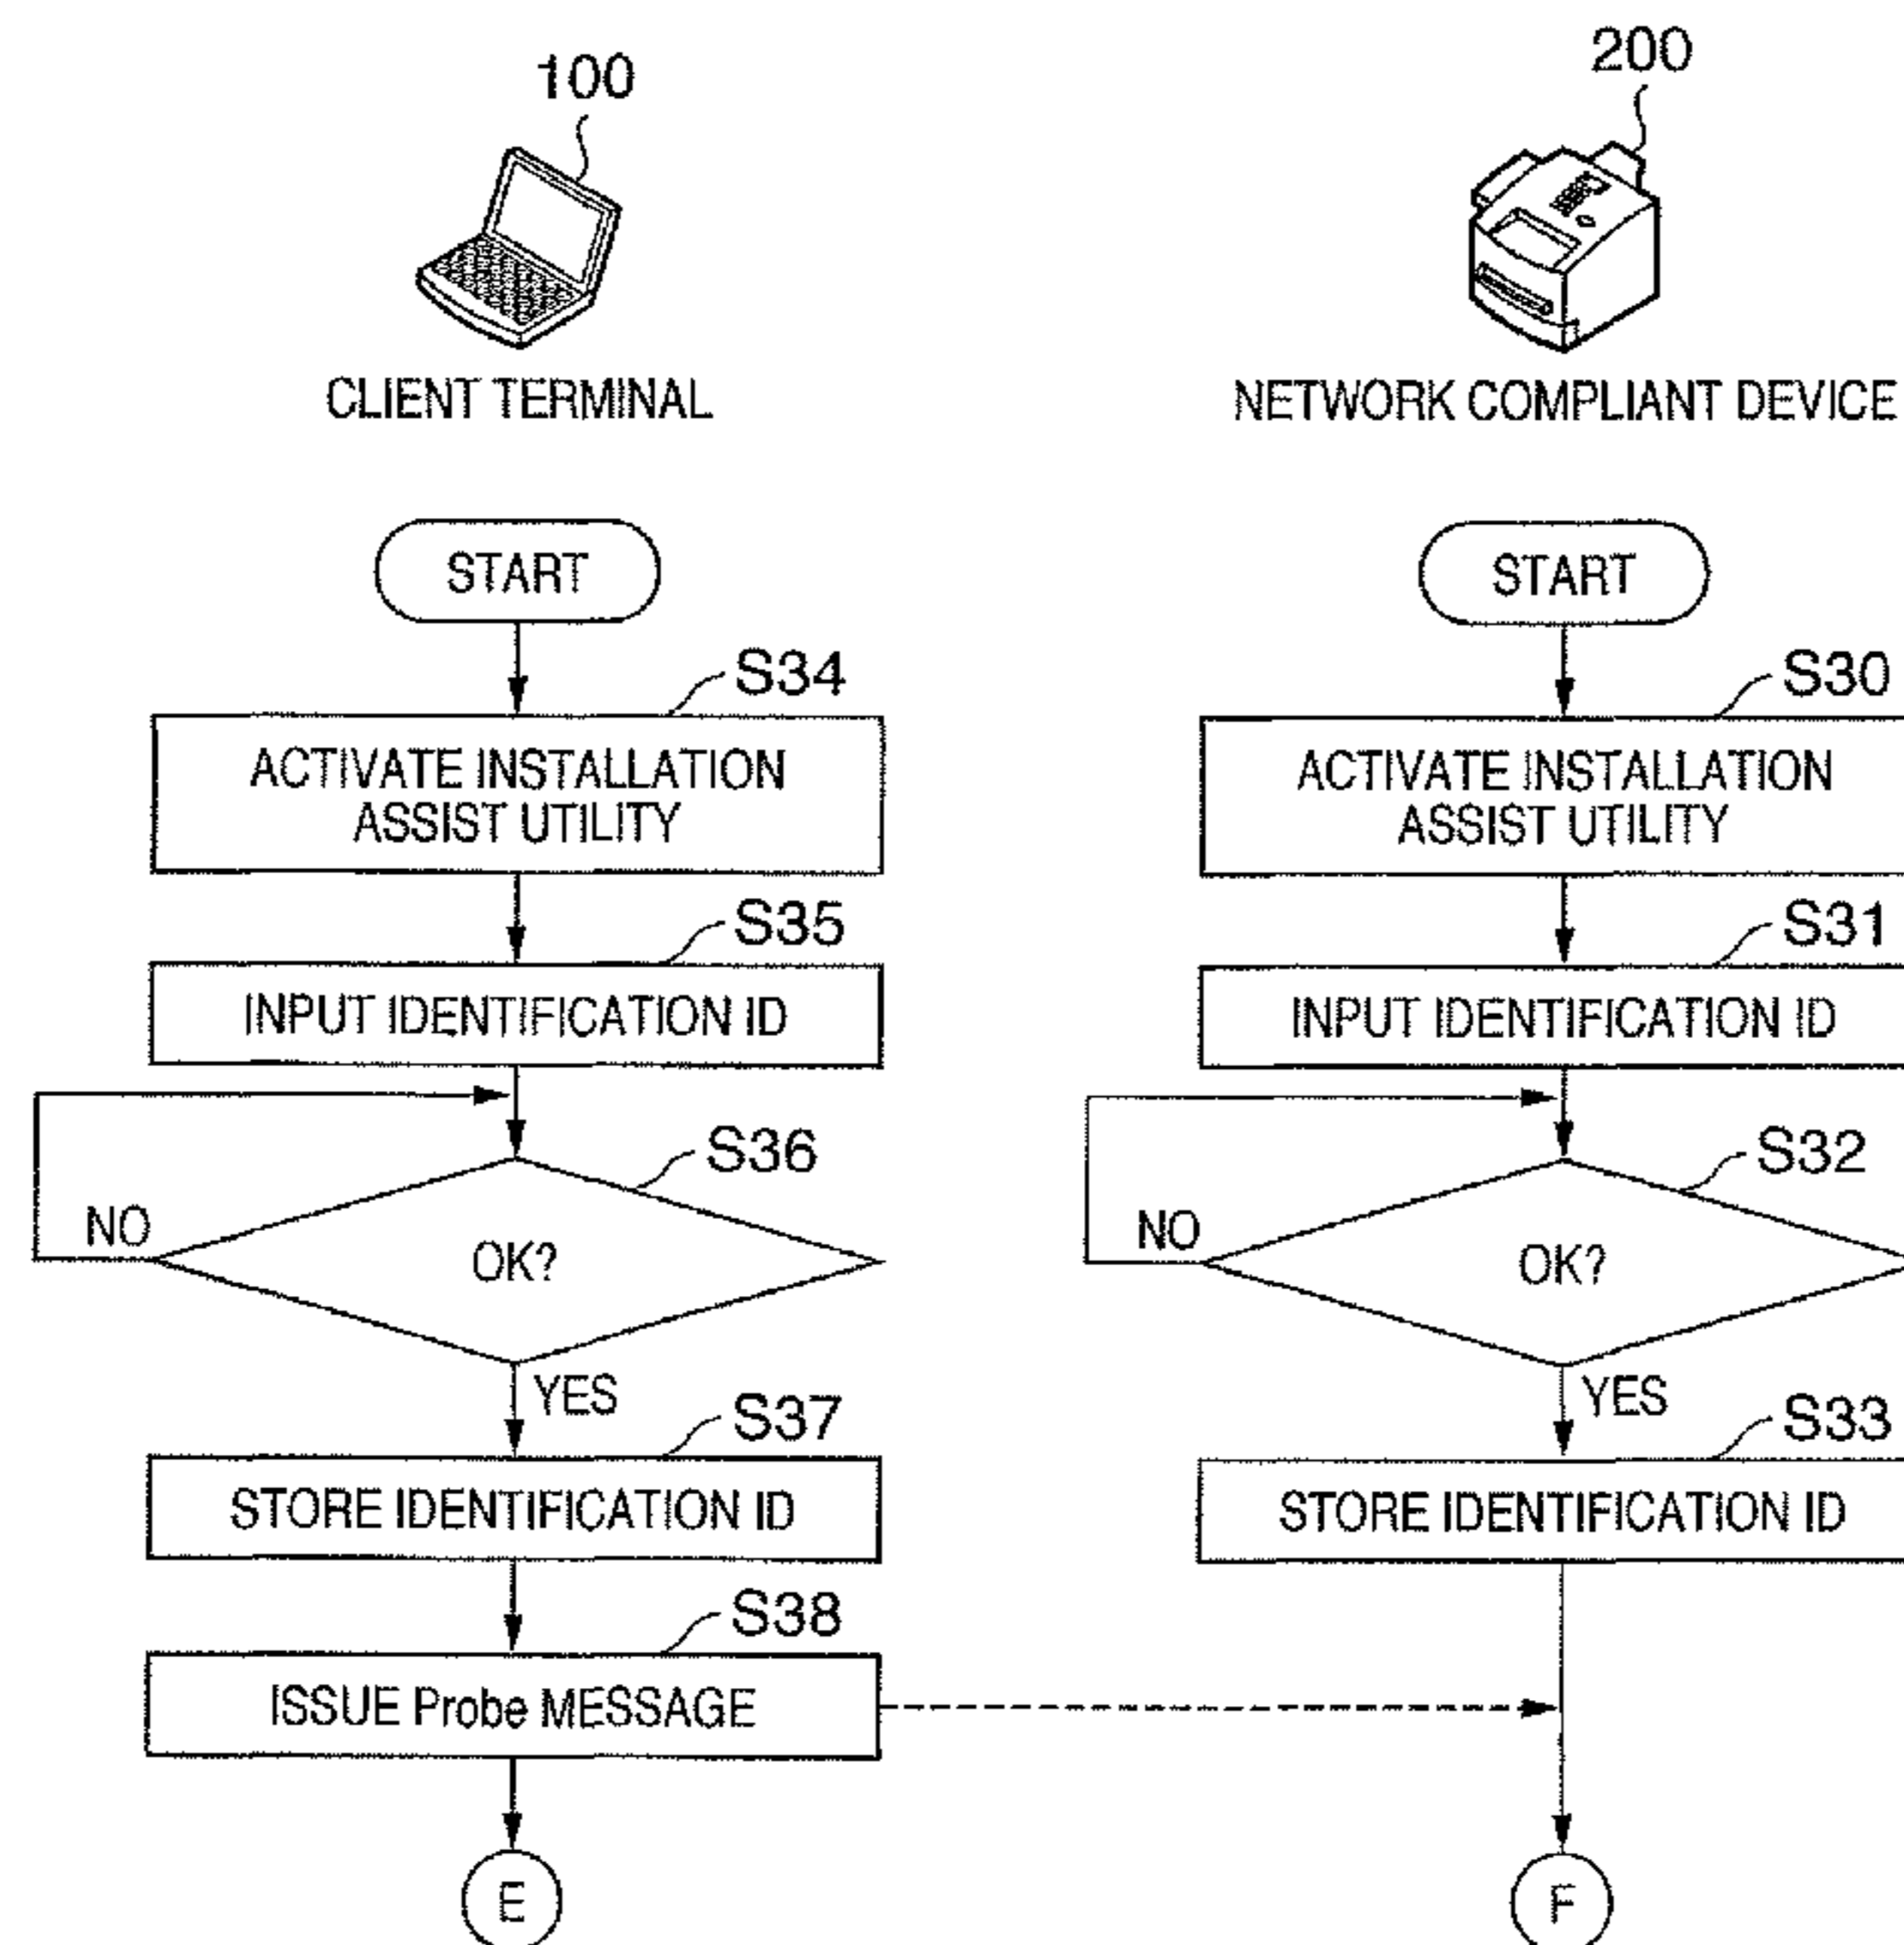 100
200
CLIENT TERMINAL
NETWORK COMPLIANT DEVICE
START
S34
ACTIVATE INSTALLATION
ASSIST UTILITY
S35
INPUT IDENTIFICATION ID
S36
NO
OK?
YES
S37
STORE IDENTIFICATION ID
S38
ISSUE Probe MESSAGE
E
START
S30
ACTIVATE INSTALLATION
ASSIST UTILITY
S31
INPUT IDENTIFICATION ID
S32
NO
OK?
YES
S33
STORE IDENTIFICATION ID
F